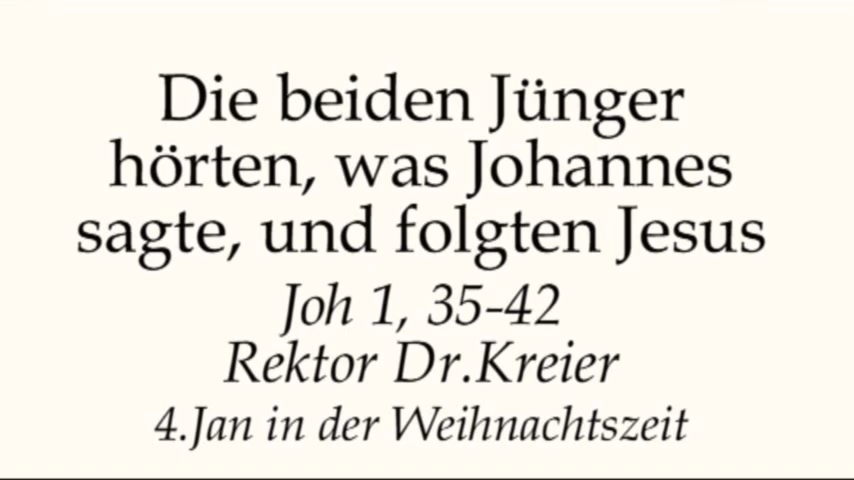 Die beiden Jünger
hörten, was Johannes
sagte, und folgten Jesus
Joh 1, 35-42
Rektor Dr.Kreier
4.Jan in der Weihnachtszeit